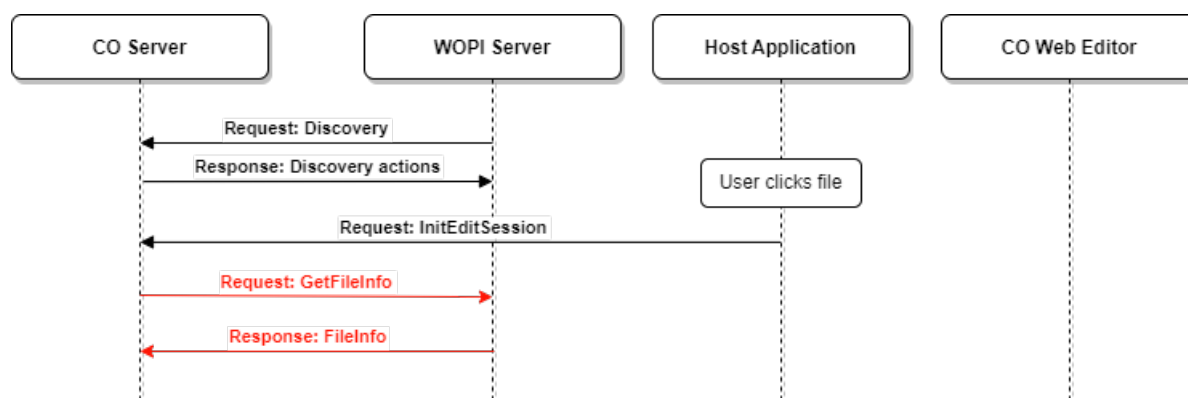 CO Server
WOPI Server
Host Application
CO Web Editor
Request: Discovery
Response: Discovery actions
User clicks file
Request: InitEditSession
Request: GetFileInfo
Response: FileInfo